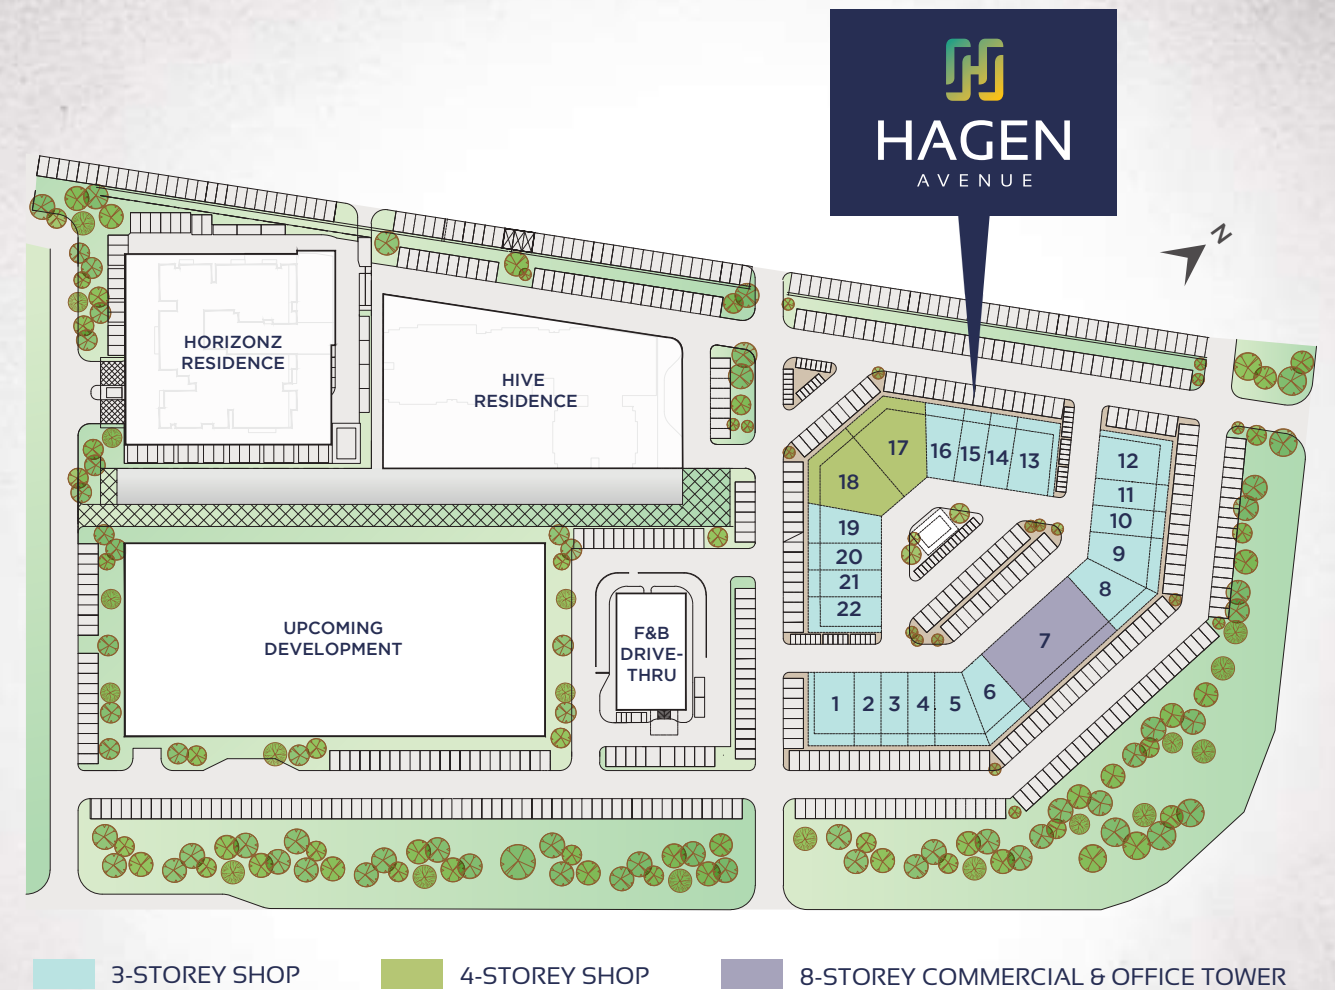 HAGEN
AVENUE
N
HORIZONZ
RESIDENCE
HIVE
RESIDENCE
UPCOMING
DEVELOPMENT
F&B
DRIVE-
THRU
17
16
15
14
13
18
19
20
21
22
12
11
10
9
8
7
6
1
2
3
4
5
3-STOREY SHOP
4-STOREY SHOP
8-STOREY COMMERCIAL & OFFICE TOWER